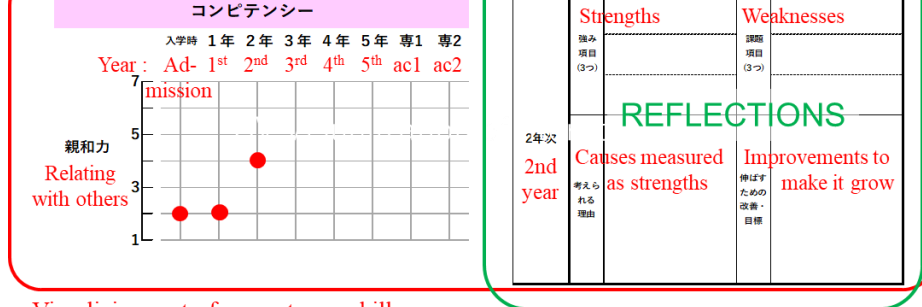 コンピテンシー
入学時 1年 2年 3年 4年 5年 専1 専2
Year : Ad- 1st 2nd 3rd 4th 5th ac1 ac2
mission
7
5
3
1
親和力
Relating
with others
Strengths
強み
項目
(3つ)
Weaknesses
課題
項目
(3つ)
REFLECTIONS
2年次
2nd
year
Causes measured
as strengths
考えら
れる
理由
Improvements to
make it grow
伸ばす
ための
改善・
目標